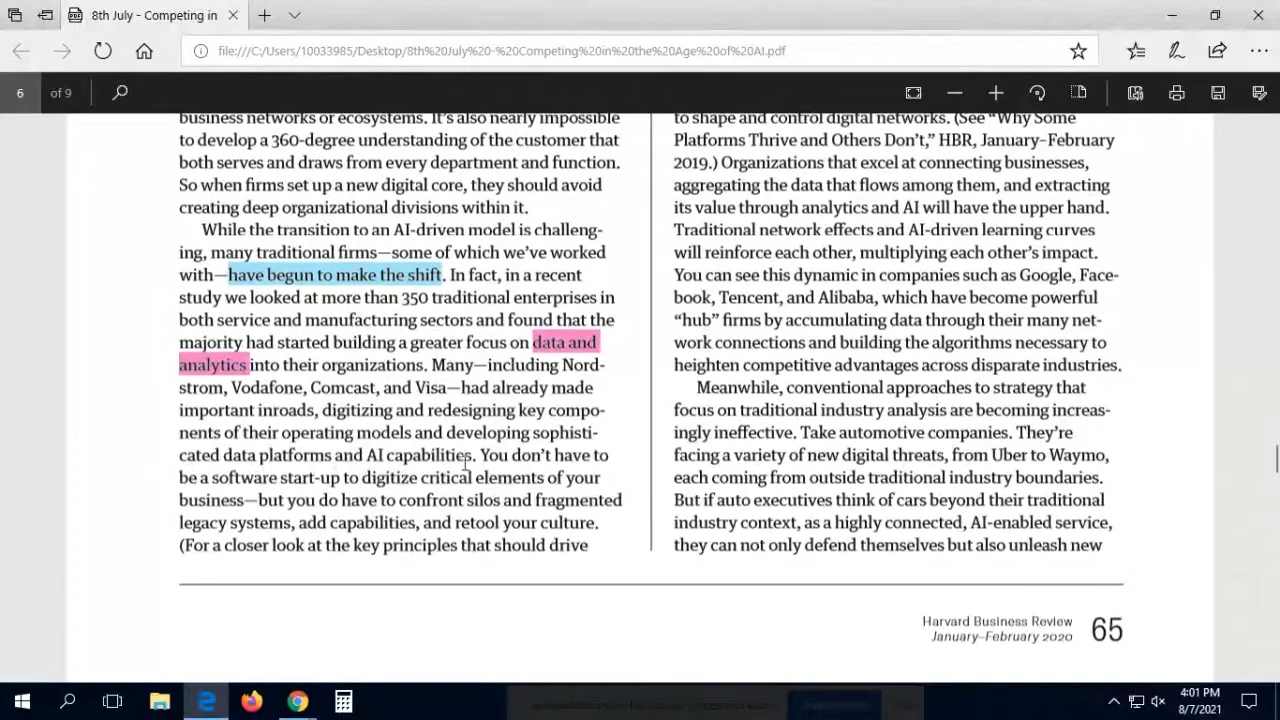 8th July - Competing in
file:///C:/Users/10033985/Desktop/8th%20July%20-%20Competing%20in%20the%20Age%20of%20AI.pdf
6 of 9
business networks or ecosystems. It's also nearly impossible
to develop a 360-degree understanding of the customer that
both serves and draws from every department and function.
So when firms set up a new digital core, they should avoid
creating deep organizational divisions within it.
While the transition to an AI-driven model is challeng-
ing, many traditional firms—some of which we've worked
with—have begun to make the shift. In fact, in a recent
study we looked at more than 350 traditional enterprises in
both service and manufacturing sectors and found that the
majority had started building a greater focus on data and
analytics into their organizations. Many—including Nord-
strom, Vodafone, Comcast, and Visa—had already made
important inroads, digitizing and redesigning key compo-
nents of their operating models and developing sophisti-
cated data platforms and AI capabilities. You don't have to
be a software start-up to digitize critical elements of your
business—but you do have to confront silos and fragmented
legacy systems, add capabilities, and retool your culture.
(For a closer look at the key principles that should drive
to shape and control digital networks. (See “Why Some
Platforms Thrive and Others Don't,” HBR, January–February
2019.) Organizations that excel at connecting businesses,
aggregating the data that flows among them, and extracting
its value through analytics and AI will have the upper hand.
Traditional network effects and AI-driven learning curves
will reinforce each other, multiplying each other's impact.
You can see this dynamic in companies such as Google, Face-
book, Tencent, and Alibaba, which have become powerful
“hub” firms by accumulating data through their many net-
work connections and building the algorithms necessary to
heighten competitive advantages across disparate industries.
Meanwhile, conventional approaches to strategy that
focus on traditional industry analysis are becoming increas-
ingly ineffective. Take automotive companies. They're
facing a variety of new digital threats, from Uber to Waymo,
each coming from outside traditional industry boundaries.
But if auto executives think of cars beyond their traditional
industry context, as a highly connected, AI-enabled service,
they can not only defend themselves but also unleash new
Harvard Business Review
January–February 2020
65
4:01 PM
8/7/2021